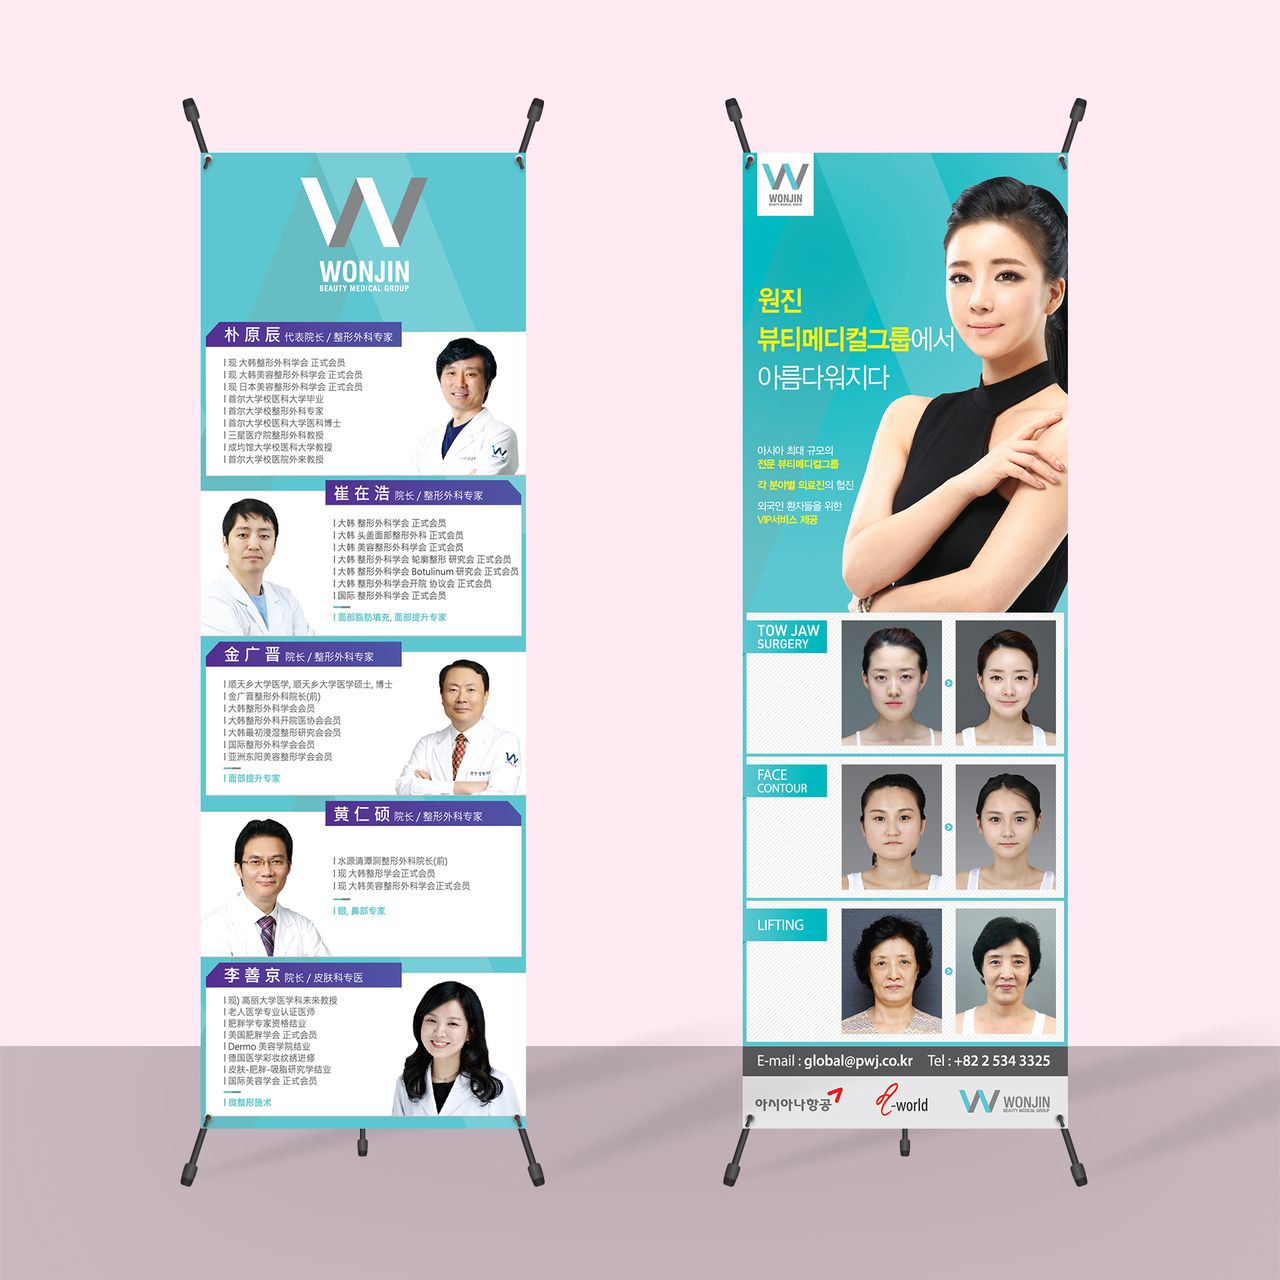 WONJIN
BEAUTY MEDICAL GROUP
朴原辰 代表院长 / 整形外科专家
I 现 大韩整形外科学会 正式会员
I 现 大韩美容整形外科学会 正式会员
I 现 日本美容整形外科学会 正式会员
I 首尔大学校医科大学毕业
I 首尔大学校整形外科专家
I 首尔大学校医科大学医科博士
I 三星医疗院整形外科教授
I 成均馆大学校医科大学教授
I 首尔大学校医院外来教授
崔在浩 院长 / 整形外科专家
I 大韩 整形外科学会 正式会员
I 大韩 头盖面部整形外科 正式会员
I 大韩 美容整形外科学会 正式会员
I 大韩 整形外科学会 轮廓整形 研究会 正式会员
I 大韩 整形外科学会 Botulinum 研究会 正式会员
I 大韩 整形外科学会开院 协议会 正式会员
I 国际 整形外科学会 正式会员
I 面部脂肪填充, 面部提升专家
金广晋 院长 / 整形外科专家
I 顺天乡大学医学, 顺天乡大学医学硕士, 博士
I 金广晋整形外科院长(前)
I 大韩整形外科学会会员
I 大韩整形外科开院医协会会员
I 大韩最初浸湿整形研究会会员
I 国际整形外科学会会员
I 亚洲东阳美容整形学会会员
I 面部提升专家
黄仁硕 院长 / 整形外科专家
I 水源清潭洞整形外科院长(前)
I 现 大韩整形学会正式会员
I 现 大韩美容整形外科学会正式会员
I 眼, 鼻部专家
李善京 院长 / 皮肤科专医
I 现) 高丽大学医学科未来教授
I 老人医学专业认证医师
I 肥胖学专家资格结业
I 美国肥胖学会 正式会员
I Dermo 美容学院结业
I 德国医学彩妆纹绣进修
I 皮肤-肥胖-吸脂研究学结业
I 国际美容学会 正式会员
I 微整形施术
WONJIN
BEAUTY MEDICAL GROUP
원진
뷰티메디컬그룹에서
아름다워지다
아시아 최대 규모의
전문 뷰티메디컬그룹
각 분야별 의료진의 협진
외국인 환자들을 위한
VIP서비스 제공
TOW JAW
SURGERY
FACE
CONTOUR
LIFTING
E-mail : global@pwj.co.kr Tel : +82 2 534 3325
아시아나항공 -world WONJIN
BEAUTY MEDICAL GROUP